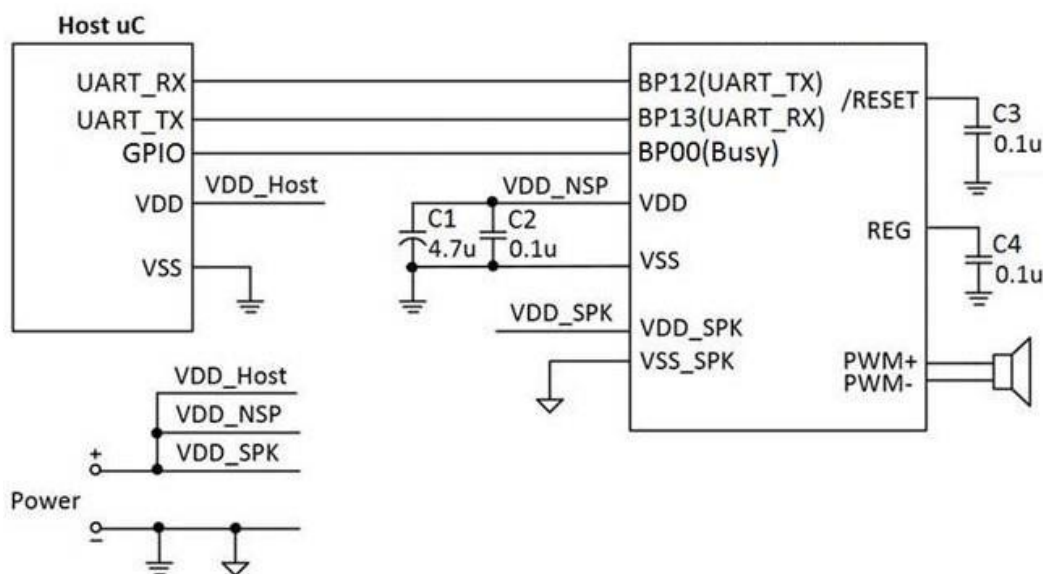 Host uC
UART_RX
UART_TX
GPIO
VDD_Host
VDD
VSS
BP12(UART_TX)
BP13(UART_RX)
BP00(Busy)
VDD_NSP
VDD
C1
4.7u
C2
0.1u
VSS
VDD_SPK
VDD_SPK
VSS_SPK
/RESET
C3
0.1u
REG
C4
0.1u
PWM+
PWM-
VDD_Host
VDD_NSP
VDD_SPK
+
Power
–